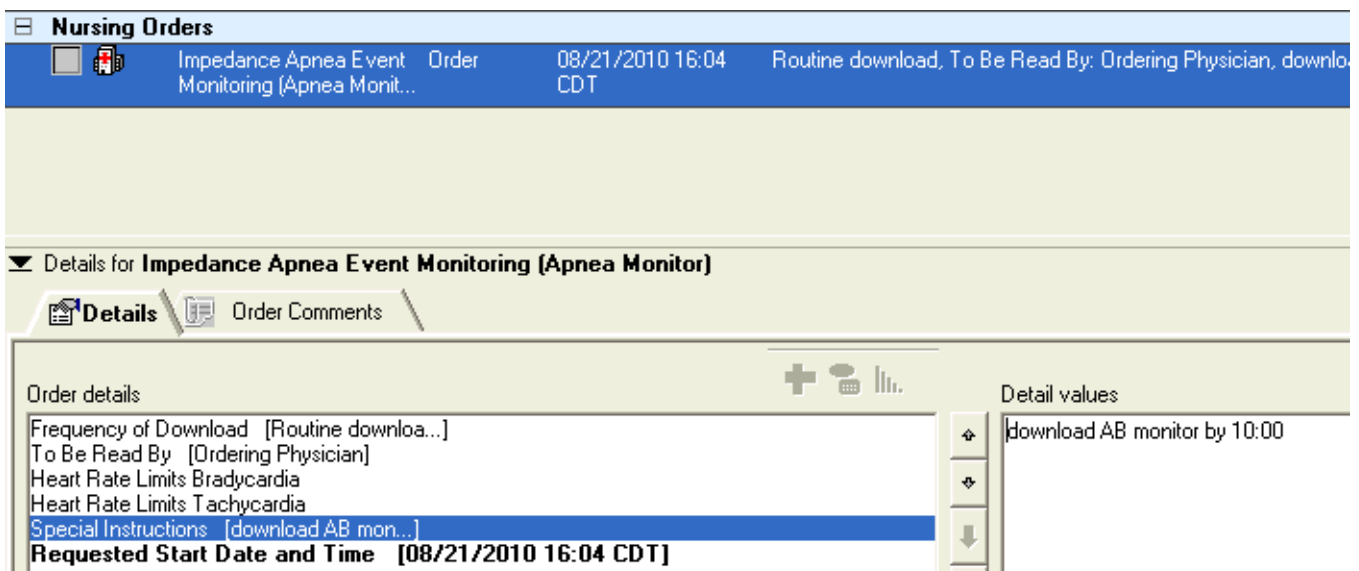 Nursing Orders
Impedance Apnea Event Order 08/21/2010 16:04 Routine download, To Be Read By: Ordering Physician,
Monitoring (Apnea Monit... CDT
Details for Impedance Apnea Event Monitoring (Apnea Monitor)
Details Order Comments
Order details Detail values
Frequency of Download [Routine downloa...] download AB monitor by 10:00
To Be Read By [Ordering Physician]
Heart Rate Limits Bradycardia
Heart Rate Limits Tachycardia
Special Instructions [download AB mon...]
Requested Start Date and Time [08/21/2010 16:04 CDT]